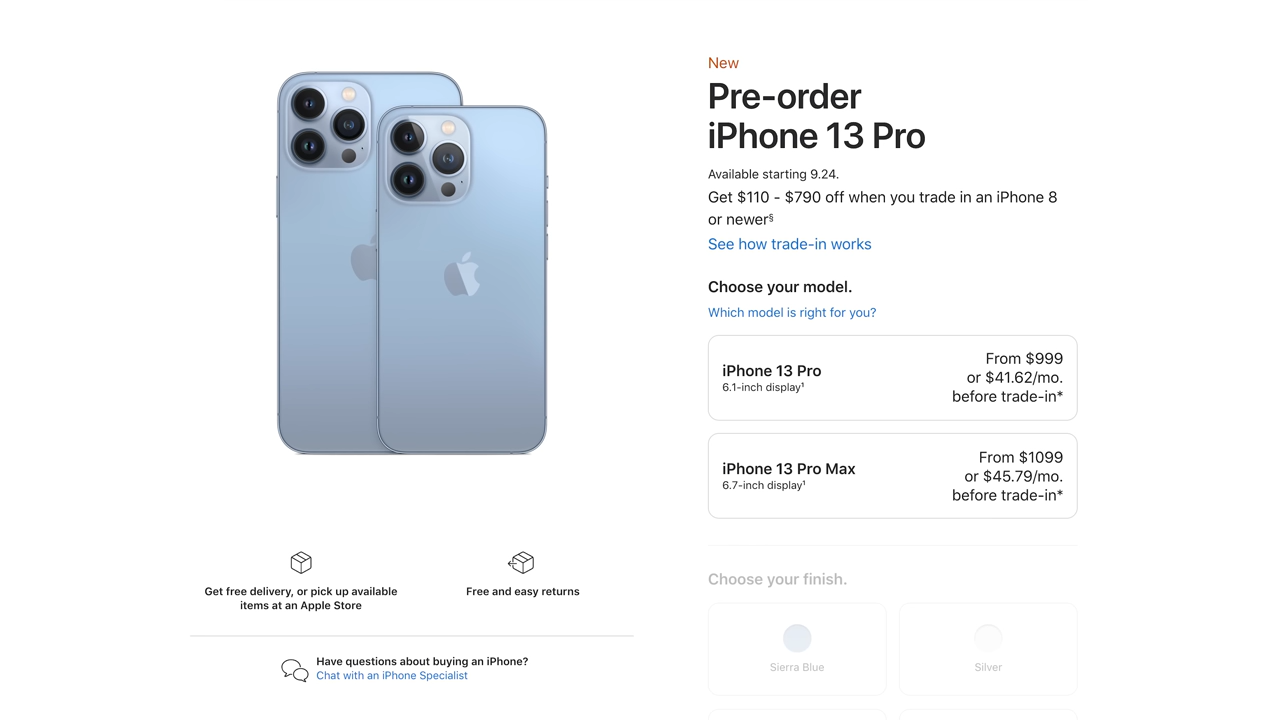 New
Pre-order
iPhone 13 Pro
Available starting 9.24.
Get $110 - $790 off when you trade in an iPhone 8
or newer§
See how trade-in works
Choose your model.
Which model is right for you?
iPhone 13 Pro
6.1-inch display¹
From $999
or $41.62/mo.
before trade-in*
iPhone 13 Pro Max
6.7-inch display¹
From $1099
or $45.79/mo.
before trade-in*
Choose your finish.
Sierra Blue
Silver
Get free delivery, or pick up available
items at an Apple Store
Free and easy returns
Have questions about buying an iPhone?
Chat with an iPhone Specialist